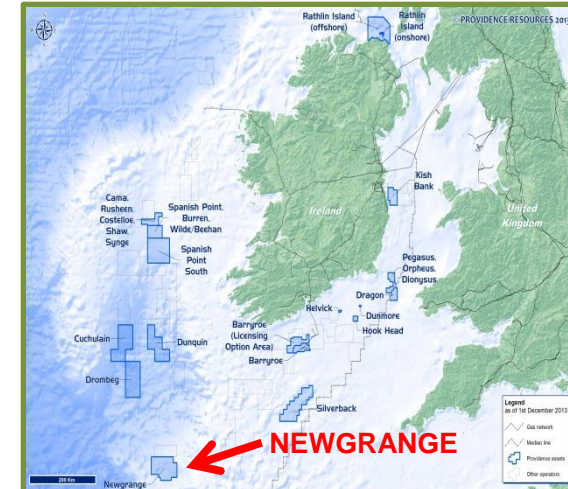 Rathlin Island
(offshore)
Rathlin
Island
(onshore)
PROVIDENCE RESOURCES 2013
Kish
Bank
Cama,
Rusheen,
Costelloe,
Shaw,
Synge
Spanish Point,
Burren,
Wilde/Beehan
Ireland
United
Kingdom
Spanish
Point
South
Pegasus,
Orpheus,
Dionysus
Dragon
Helvick
Dunmore
Hook Head
Barryroe
(Licensing
Option Area)
Barryroe
Cuchulain
Dunquin
Drombeg
Silverback
NEWGRANGE
Newgrange
200 Km
Legend
as of 1st December 2013
Gas network
Median line
Providence assets
Other operators